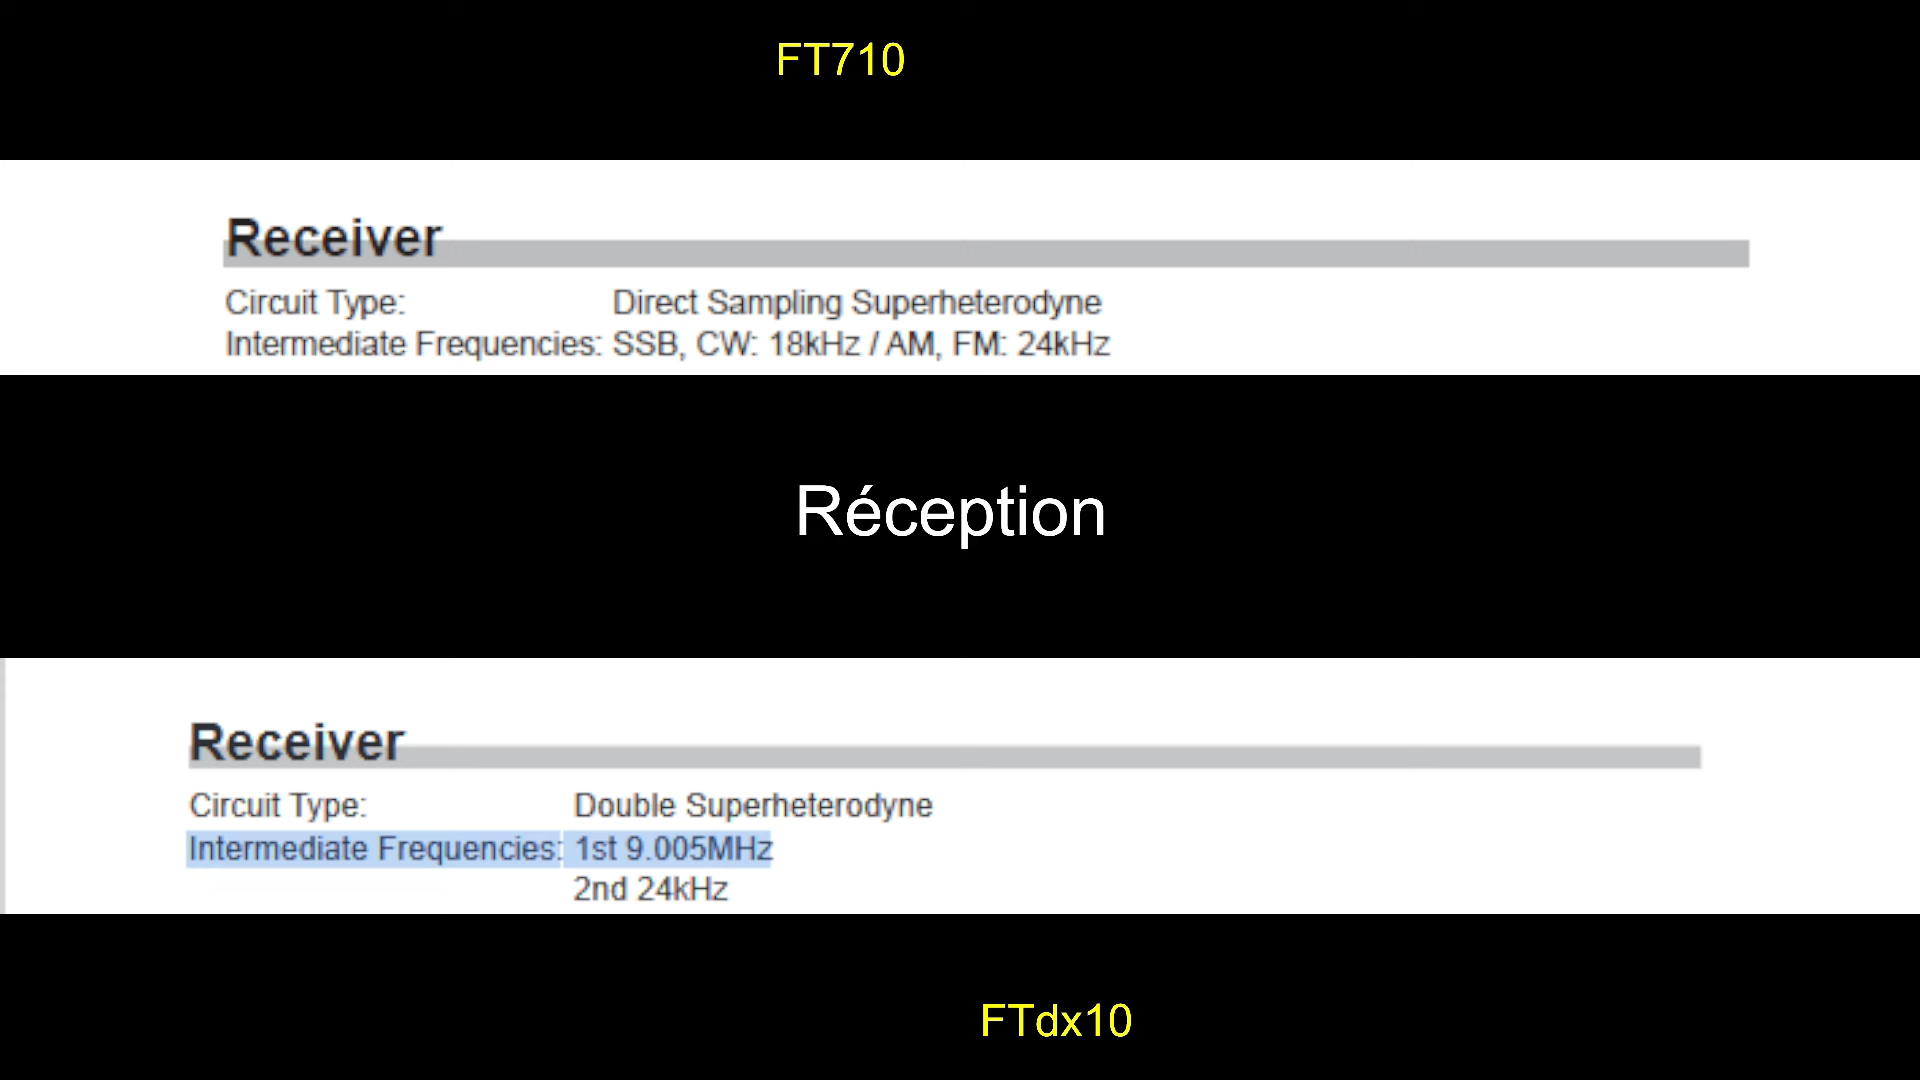 FT710
Receiver
Circuit Type: Direct Sampling Superheterodyne
Intermediate Frequencies: SSB, CW: 18kHz / AM, FM: 24kHz
Réception
Receiver
Circuit Type: Double Superheterodyne
Intermediate Frequencies: 1st 9.005MHz
2nd 24kHz
FTdx10